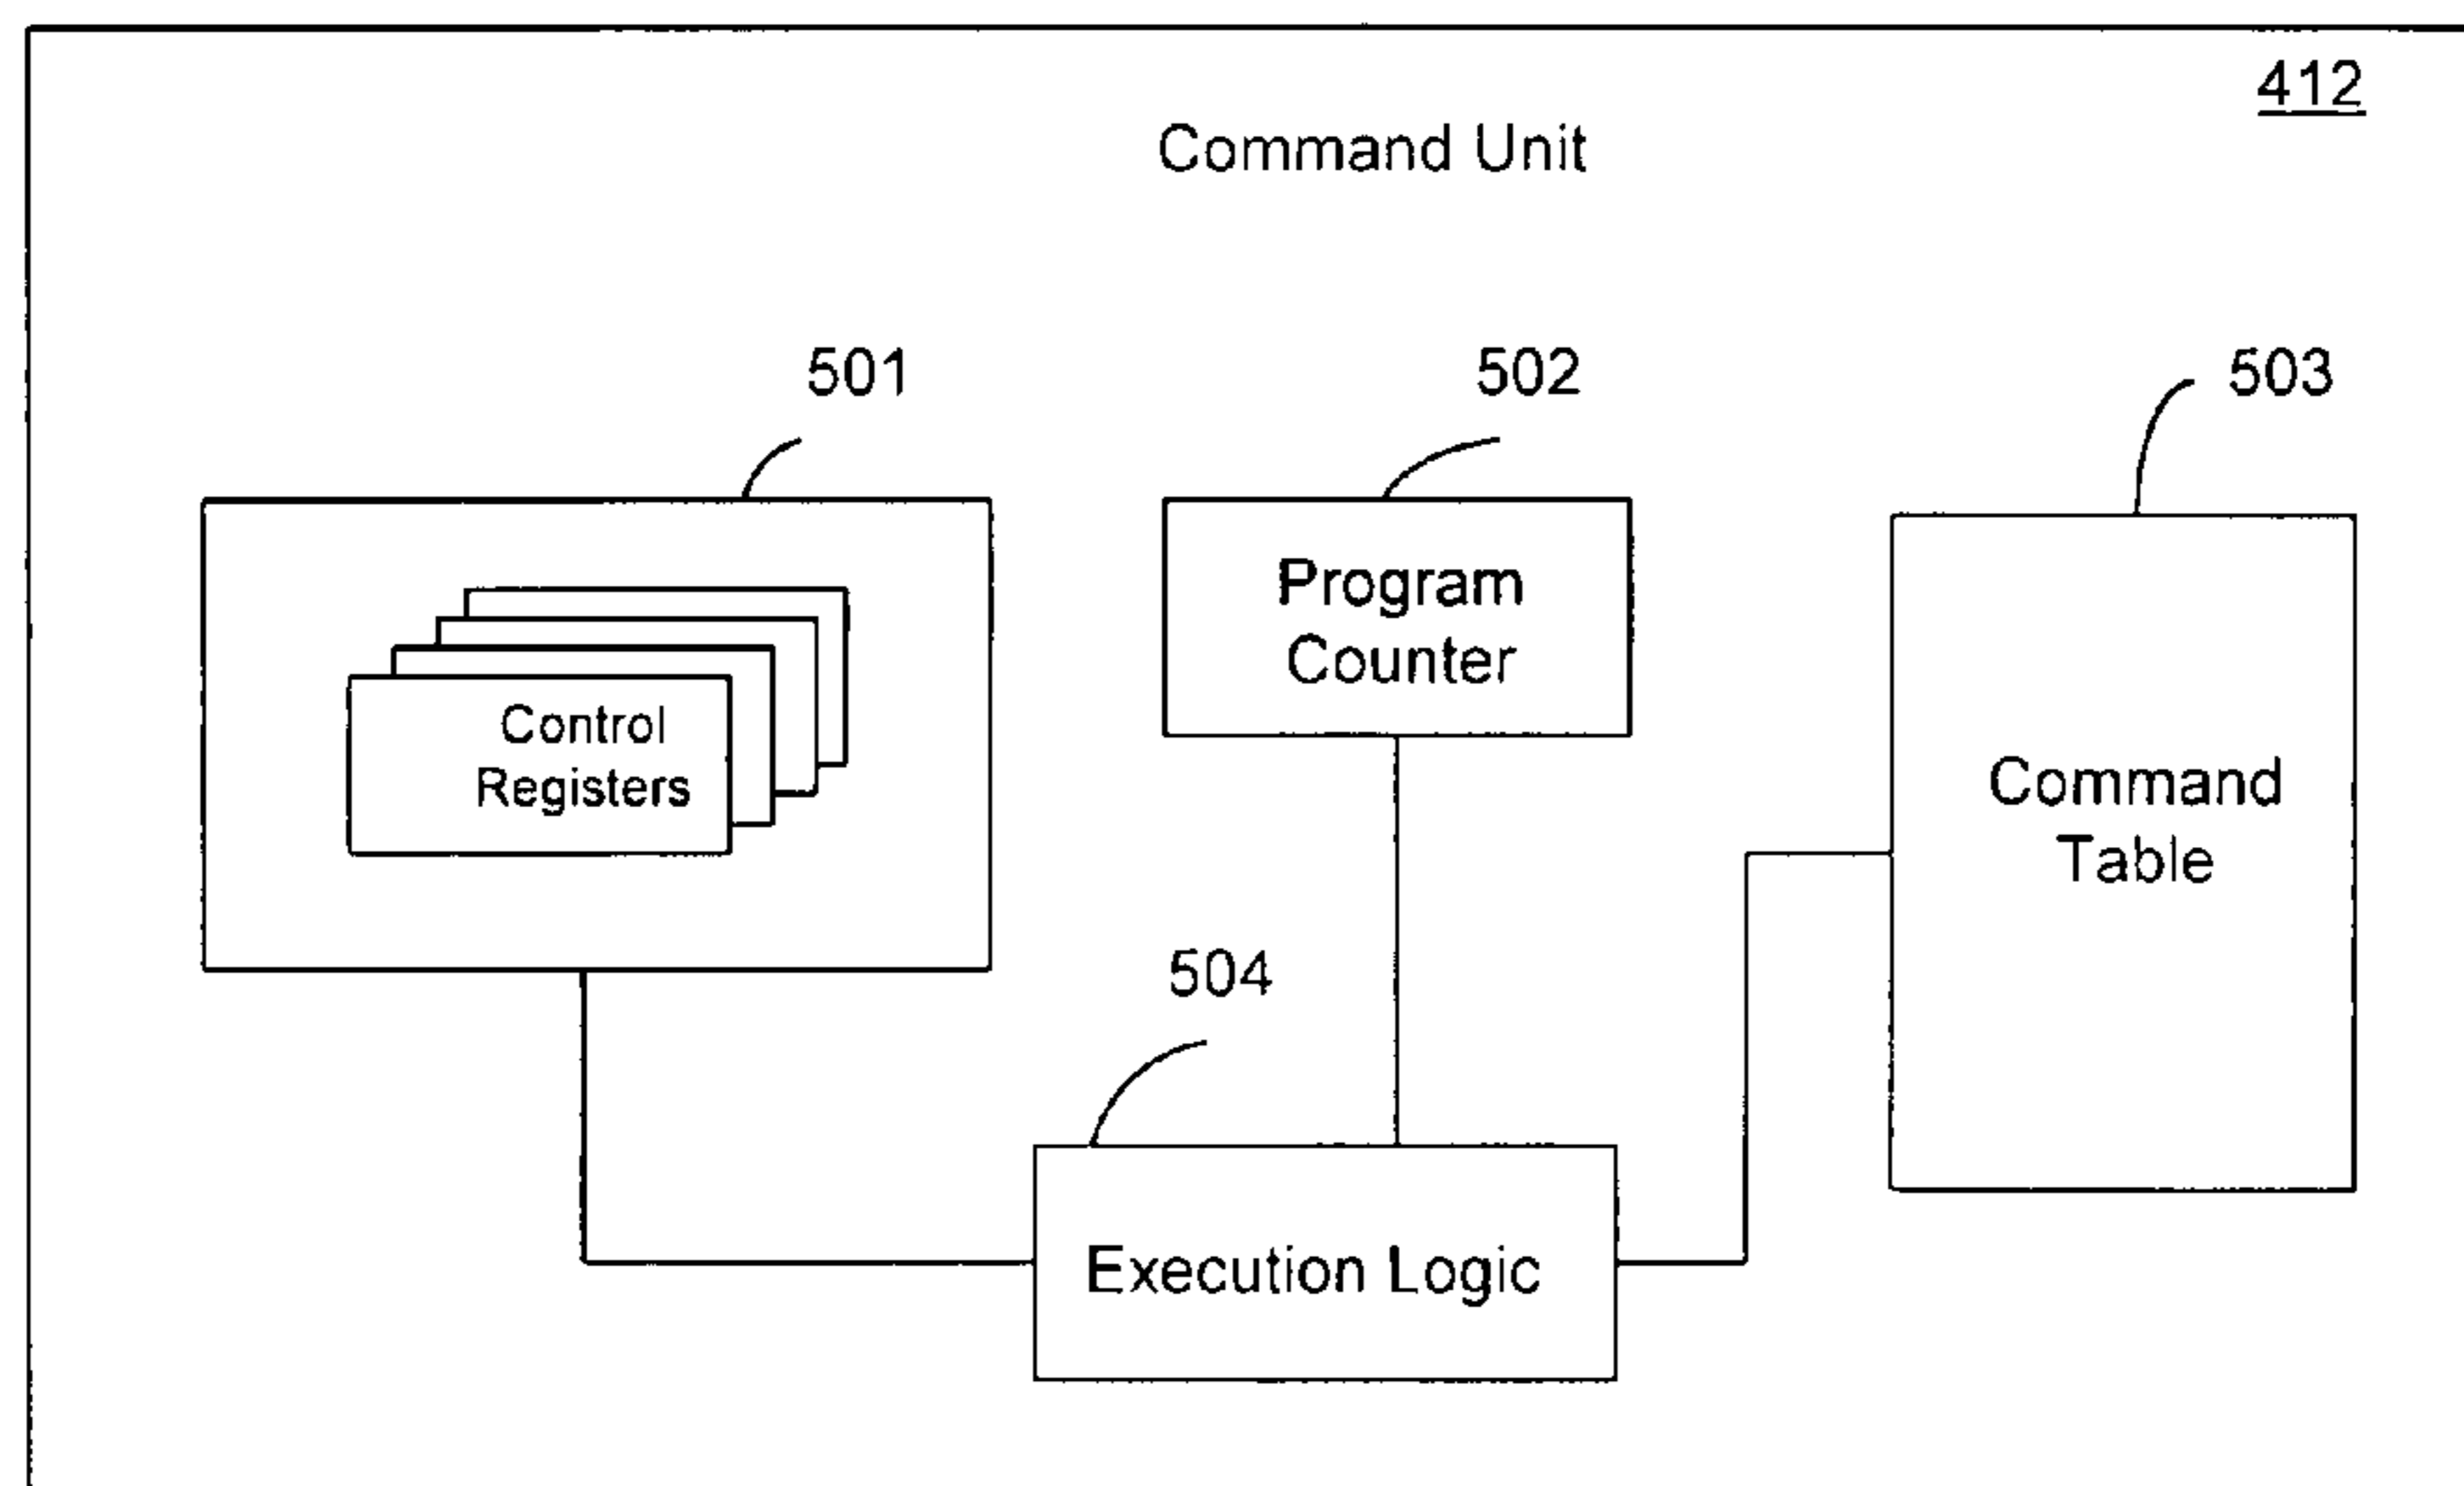 412
Command Unit
501
502
503
Program
Counter
Control
Registers
Command
Table
504
Execution Logic